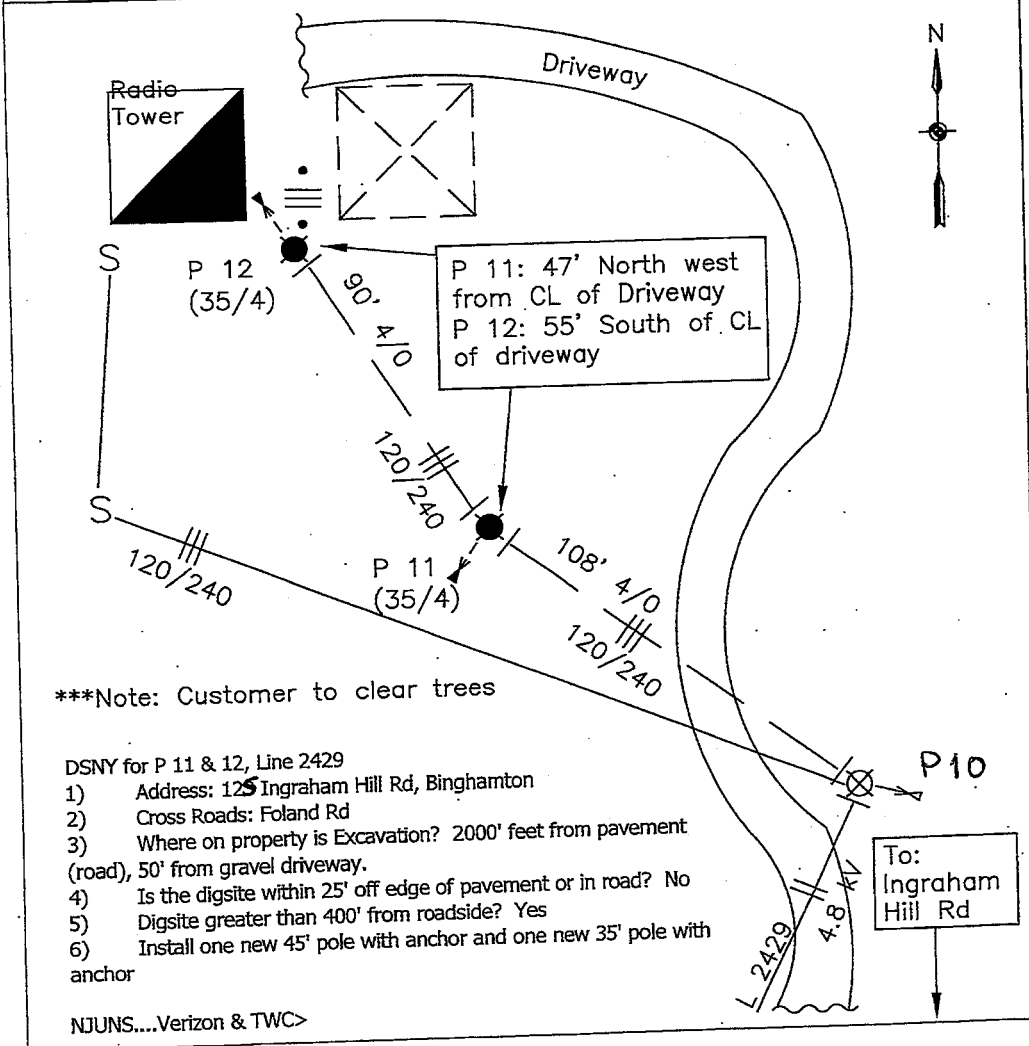 Driveway
N
Radio
Tower
S
P 12
(35/4)
90' 4/0
P 11: 47' North west
from CL of Driveway
P 12: 55' South of CL
of driveway
120/240
S
120/240
P 11
(35/4)
108' 4/0
120/240
***Note: Customer to clear trees
P10
DSNY for P 11 & 12, Line 2429
1) Address: 125 Ingraham Hill Rd, Binghamton
2) Cross Roads: Foland Rd
3) Where on property is Excavation? 2000' feet from pavement
(road), 50' from gravel driveway.
4) Is the digsite within 25' off edge of pavement or in road? No
5) Digsite greater than 400' from roadside? Yes
6) Install one new 45' pole with anchor and one new 35' pole with
anchor
NJUNS....Verizon & TWC>
To:
Ingraham
Hill Rd
L 2429
4.8 kV